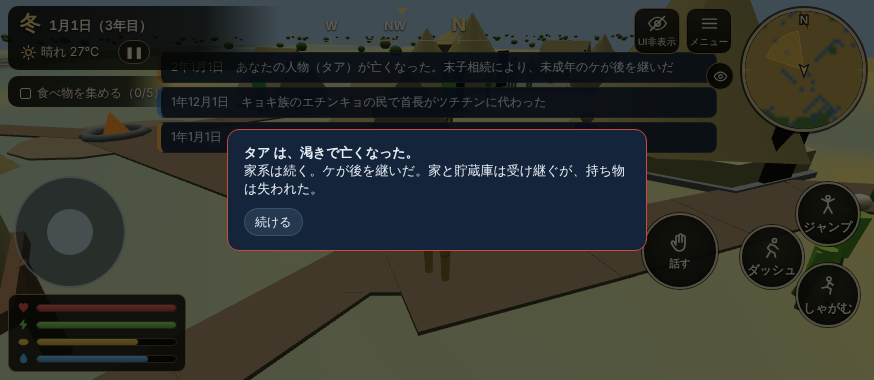 冬 1月1日（3年目）
晴れ 27°C
食べ物を集める（0/5）
W NW N
UI非表示
メニュー
N
2年1月1日 あなたの人物（タア）が亡くなった。末子相続により、未成年のケが後を継いだ
1年12月1日 キョキ族のエチンキョの民で首長がツチチンに代わった
1年1月1日
タア は、渇きで亡くなった。
家系は続く。ケが後を継いだ。家と貯蔵庫は受け継ぐが、持ち物
は失われた。
続ける
話す
ジャンプ
ダッシュ
しゃがむ